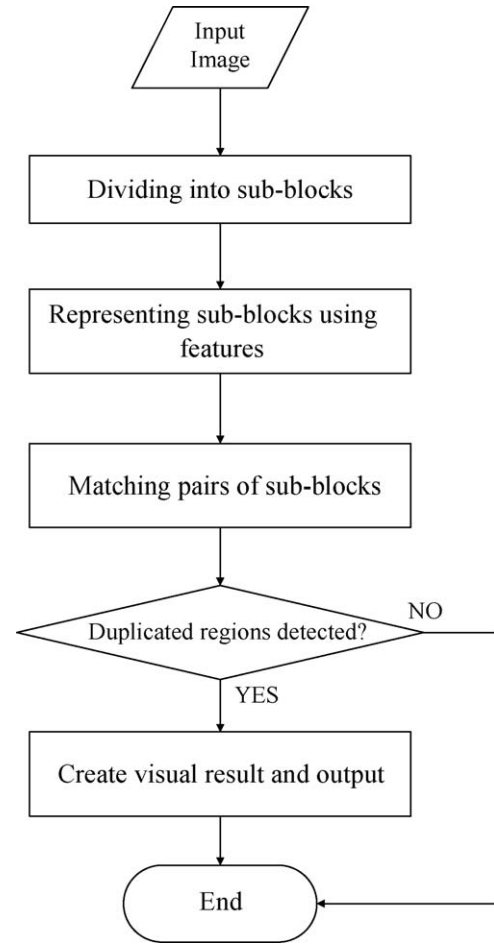 Input
Image
Dividing into sub-blocks
Representing sub-blocks using
features
Matching pairs of sub-blocks
Duplicated regions detected?
NO
YES
Create visual result and output
End